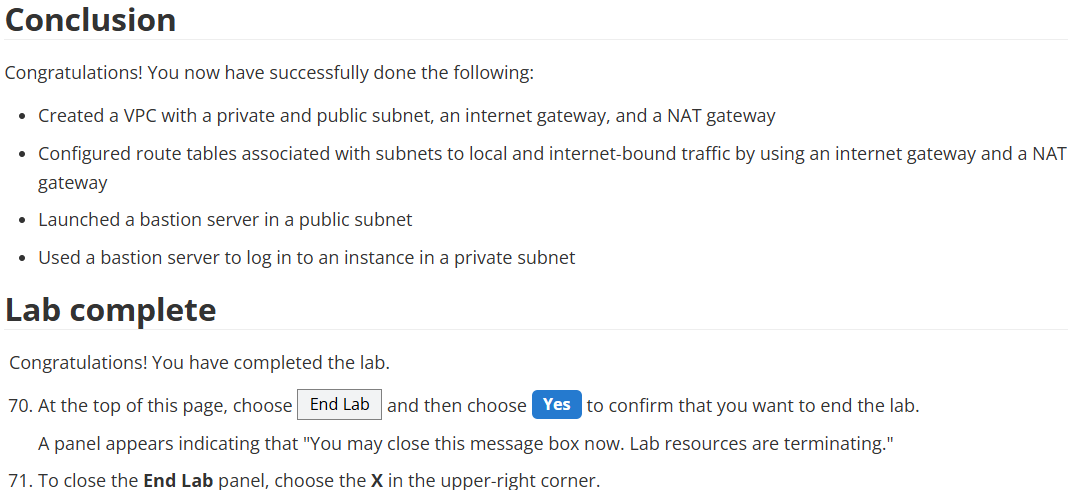 Conclusion
Congratulations! You now have successfully done the following:
• Created a VPC with a private and public subnet, an internet gateway, and a NAT gateway
• Configured route tables associated with subnets to local and internet-bound traffic by using an internet gateway and a NAT
gateway
• Launched a bastion server in a public subnet
• Used a bastion server to log in to an instance in a private subnet
Lab complete
Congratulations! You have completed the lab.
70. At the top of this page, choose End Lab and then choose Yes to confirm that you want to end the lab.
A panel appears indicating that "You may close this message box now. Lab resources are terminating."
71. To close the End Lab panel, choose the X in the upper-right corner.